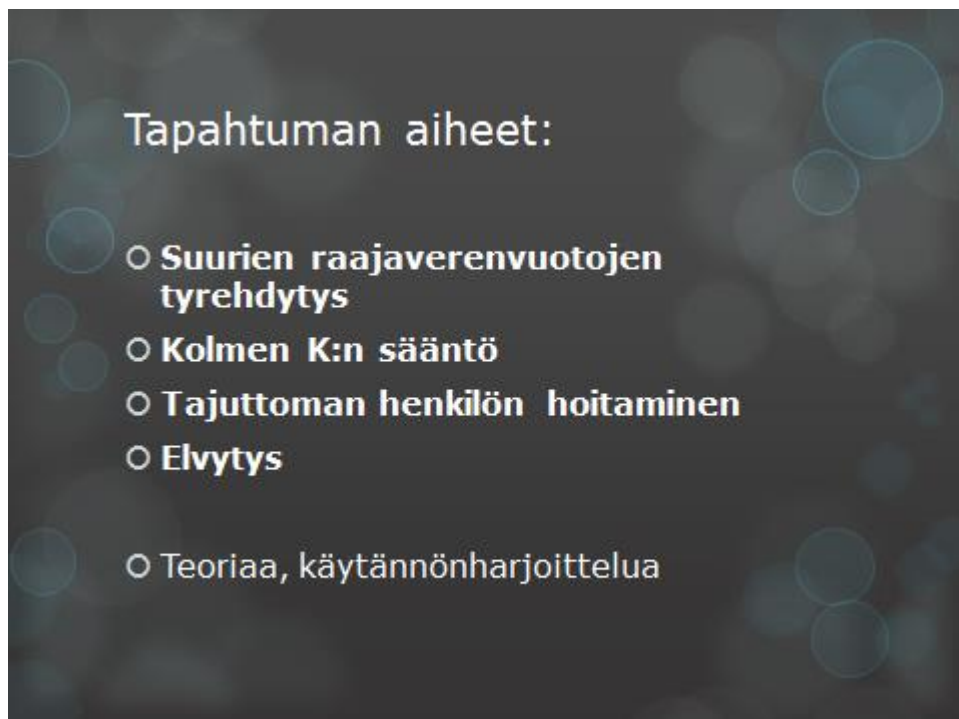 Tapahtuman aiheet:
Suurien raajaverenvuotojen
tyrehdytys
Kolmen K:n sääntö
Tajuttoman henkilön hoitaminen
Elvytys
Teoriaa, käytännönharjoittelua